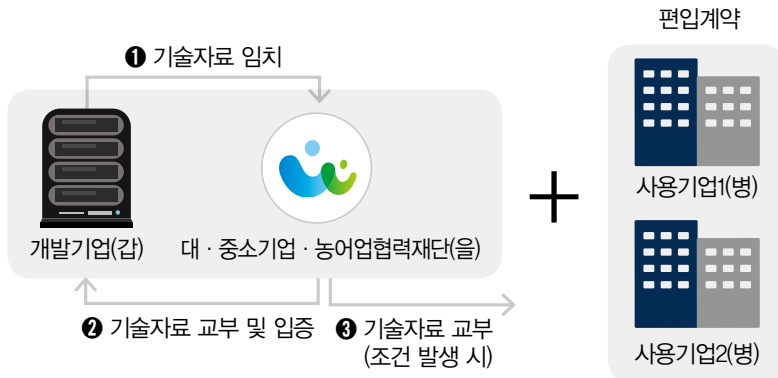 편입계약
❶ 기술자료 임치
개발기업(갑)
대 · 중소기업 · 농어업협력재단(을)
사용기업1(병)
❷ 기술자료 교부 및 입증
❸ 기술자료 교부
(조건 발생 시)
사용기업2(병)